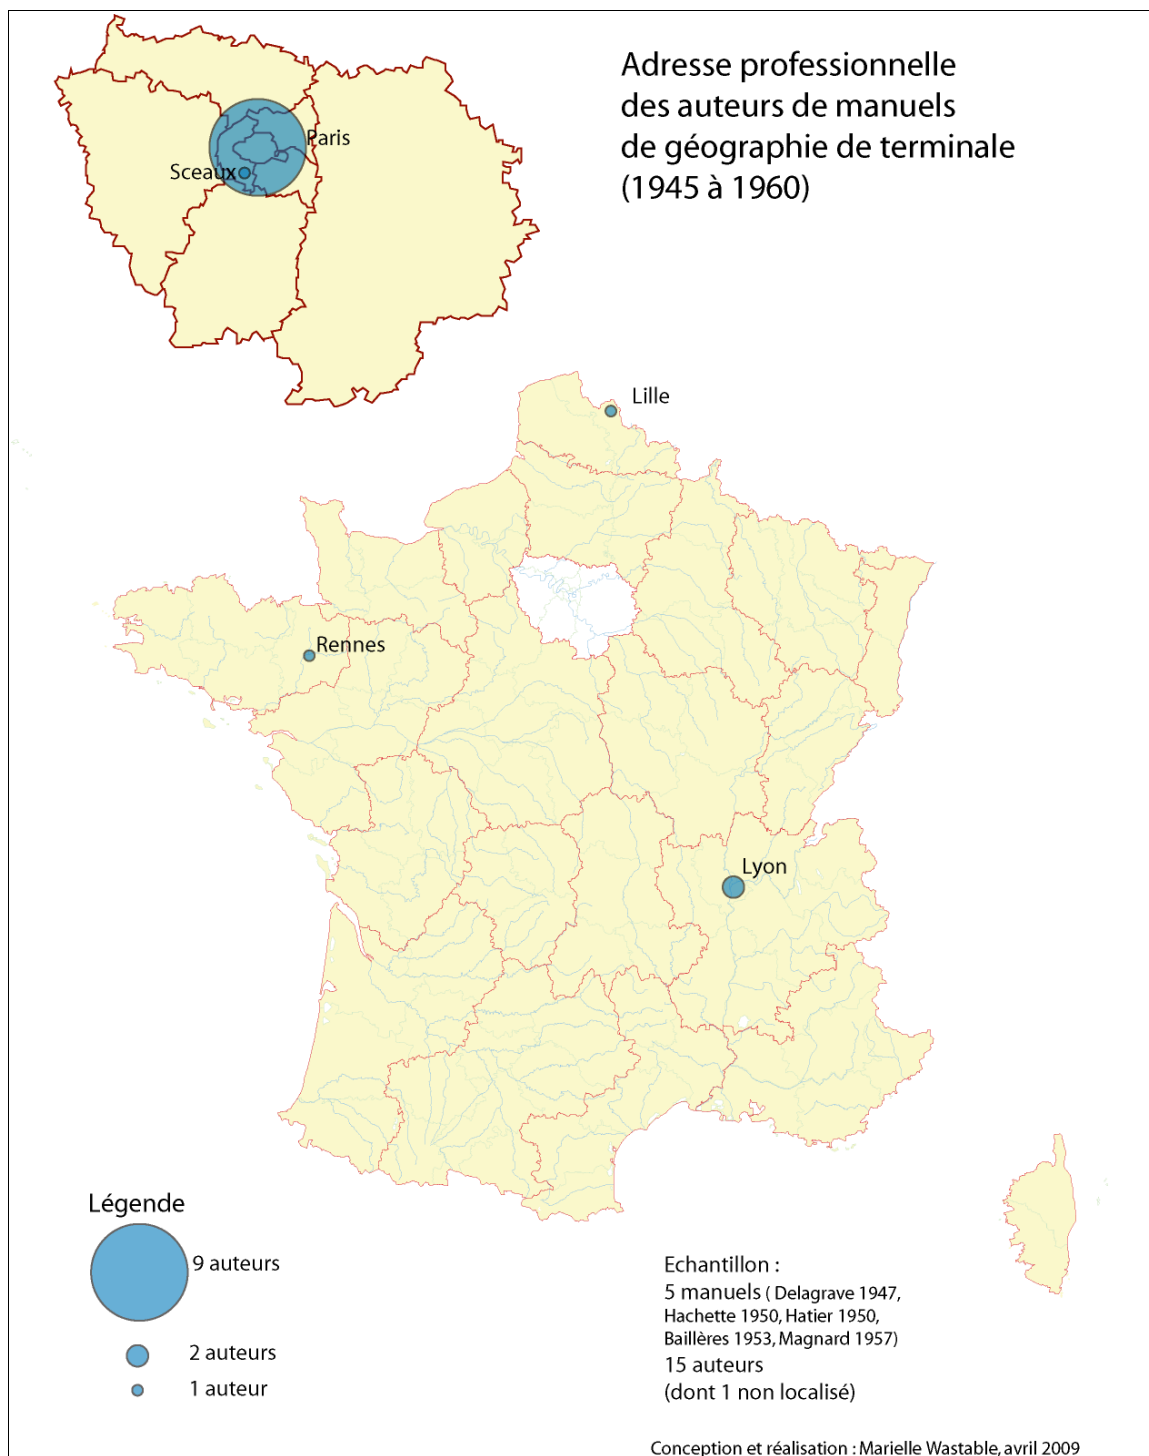 Adresse professionnelle
des auteurs de manuels
de géographie de terminale
(1945 à 1960)
Paris
Sceaux
Lille
Rennes
Lyon
Légende
9 auteurs
2 auteurs
1 auteur
Echantillon :
5 manuels ( Delagrave 1947,
Hachette 1950, Hatier 1950,
Baillères 1953, Magnard 1957)
15 auteurs
(dont 1 non localisé)
Conception et réalisation : Marielle Wastable, avril 2009